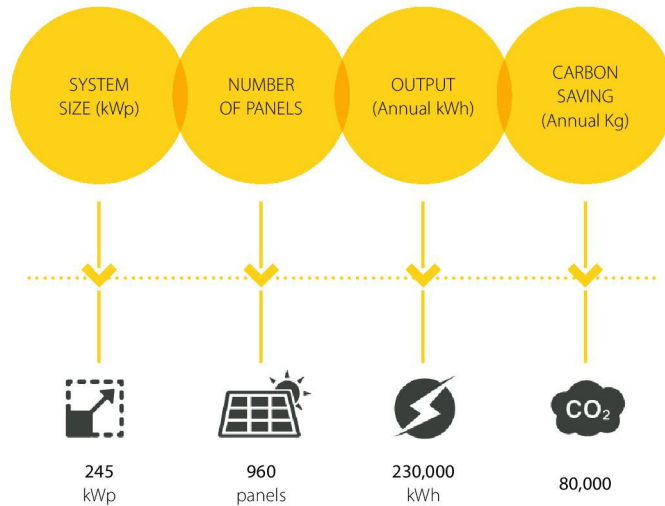 SYSTEM
SIZE (kWp)
NUMBER
OF PANELS
OUTPUT
(Annual kWh)
CARBON
SAVING
(Annual Kg)
CO₂
245
kWp
960
panels
230,000
kWh
80,000